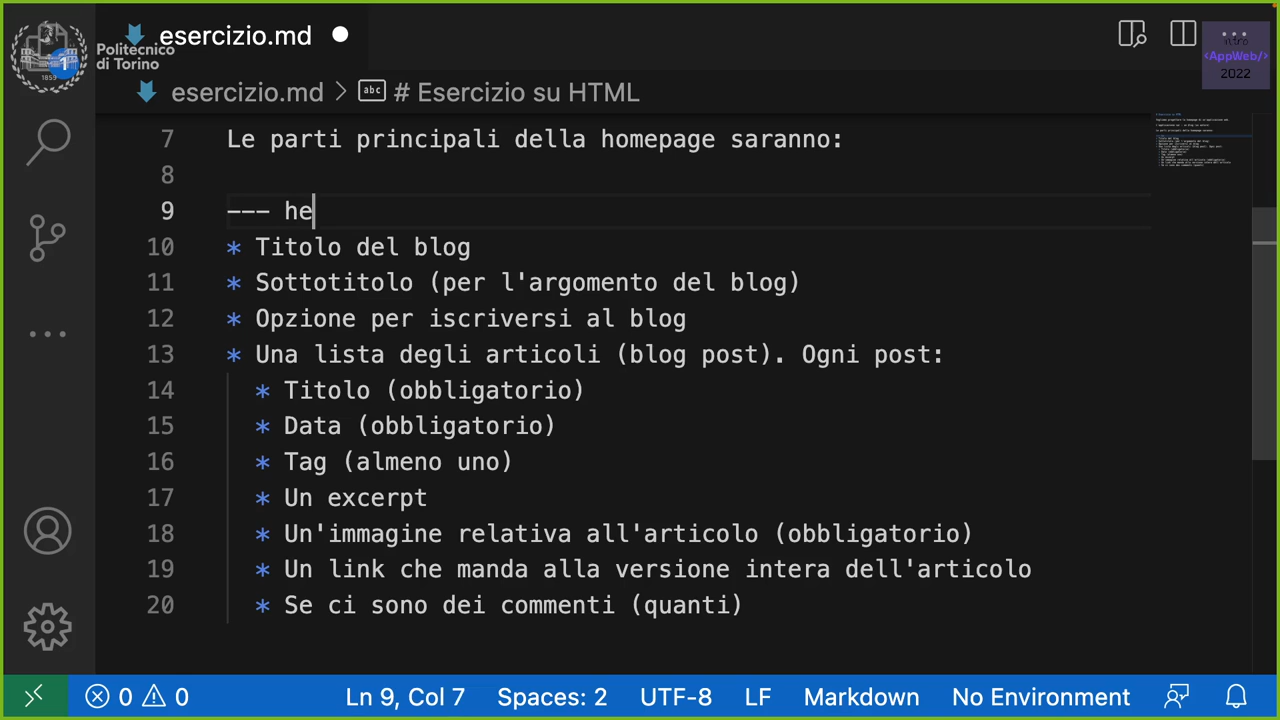 esercizio.md
Politecnico
di Torino
1859
1
intro
<AppWeb/>
2022
esercizio.md > abc # Esercizio su HTML
7 Le parti principali della homepage saranno:
8
9 --- he
10 * Titolo del blog
11 * Sottotitolo (per l'argomento del blog)
12 * Opzione per iscriversi al blog
13 * Una lista degli articoli (blog post). Ogni post:
14 * Titolo (obbligatorio)
15 * Data (obbligatorio)
16 * Tag (almeno uno)
17 * Un excerpt
18 * Un'immagine relativa all'articolo (obbligatorio)
19 * Un link che manda alla versione intera dell'articolo
20 * Se ci sono dei commenti (quanti)
0 0 Ln 9, Col 7 Spaces: 2 UTF-8 LF Markdown No Environment